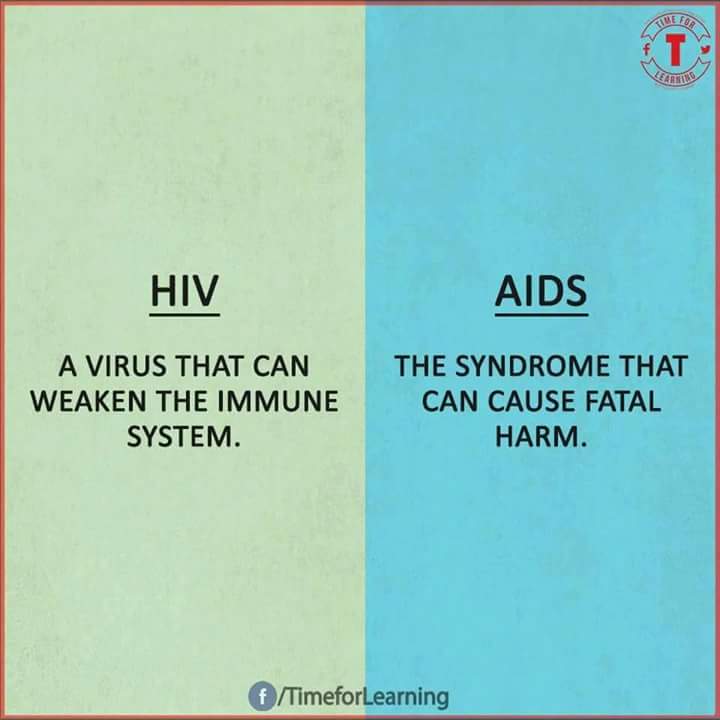 TIME FOR
T
LEARNING
HIV
A VIRUS THAT CAN
WEAKEN THE IMMUNE
SYSTEM.
AIDS
THE SYNDROME THAT
CAN CAUSE FATAL
HARM.
f/TimeforLearning